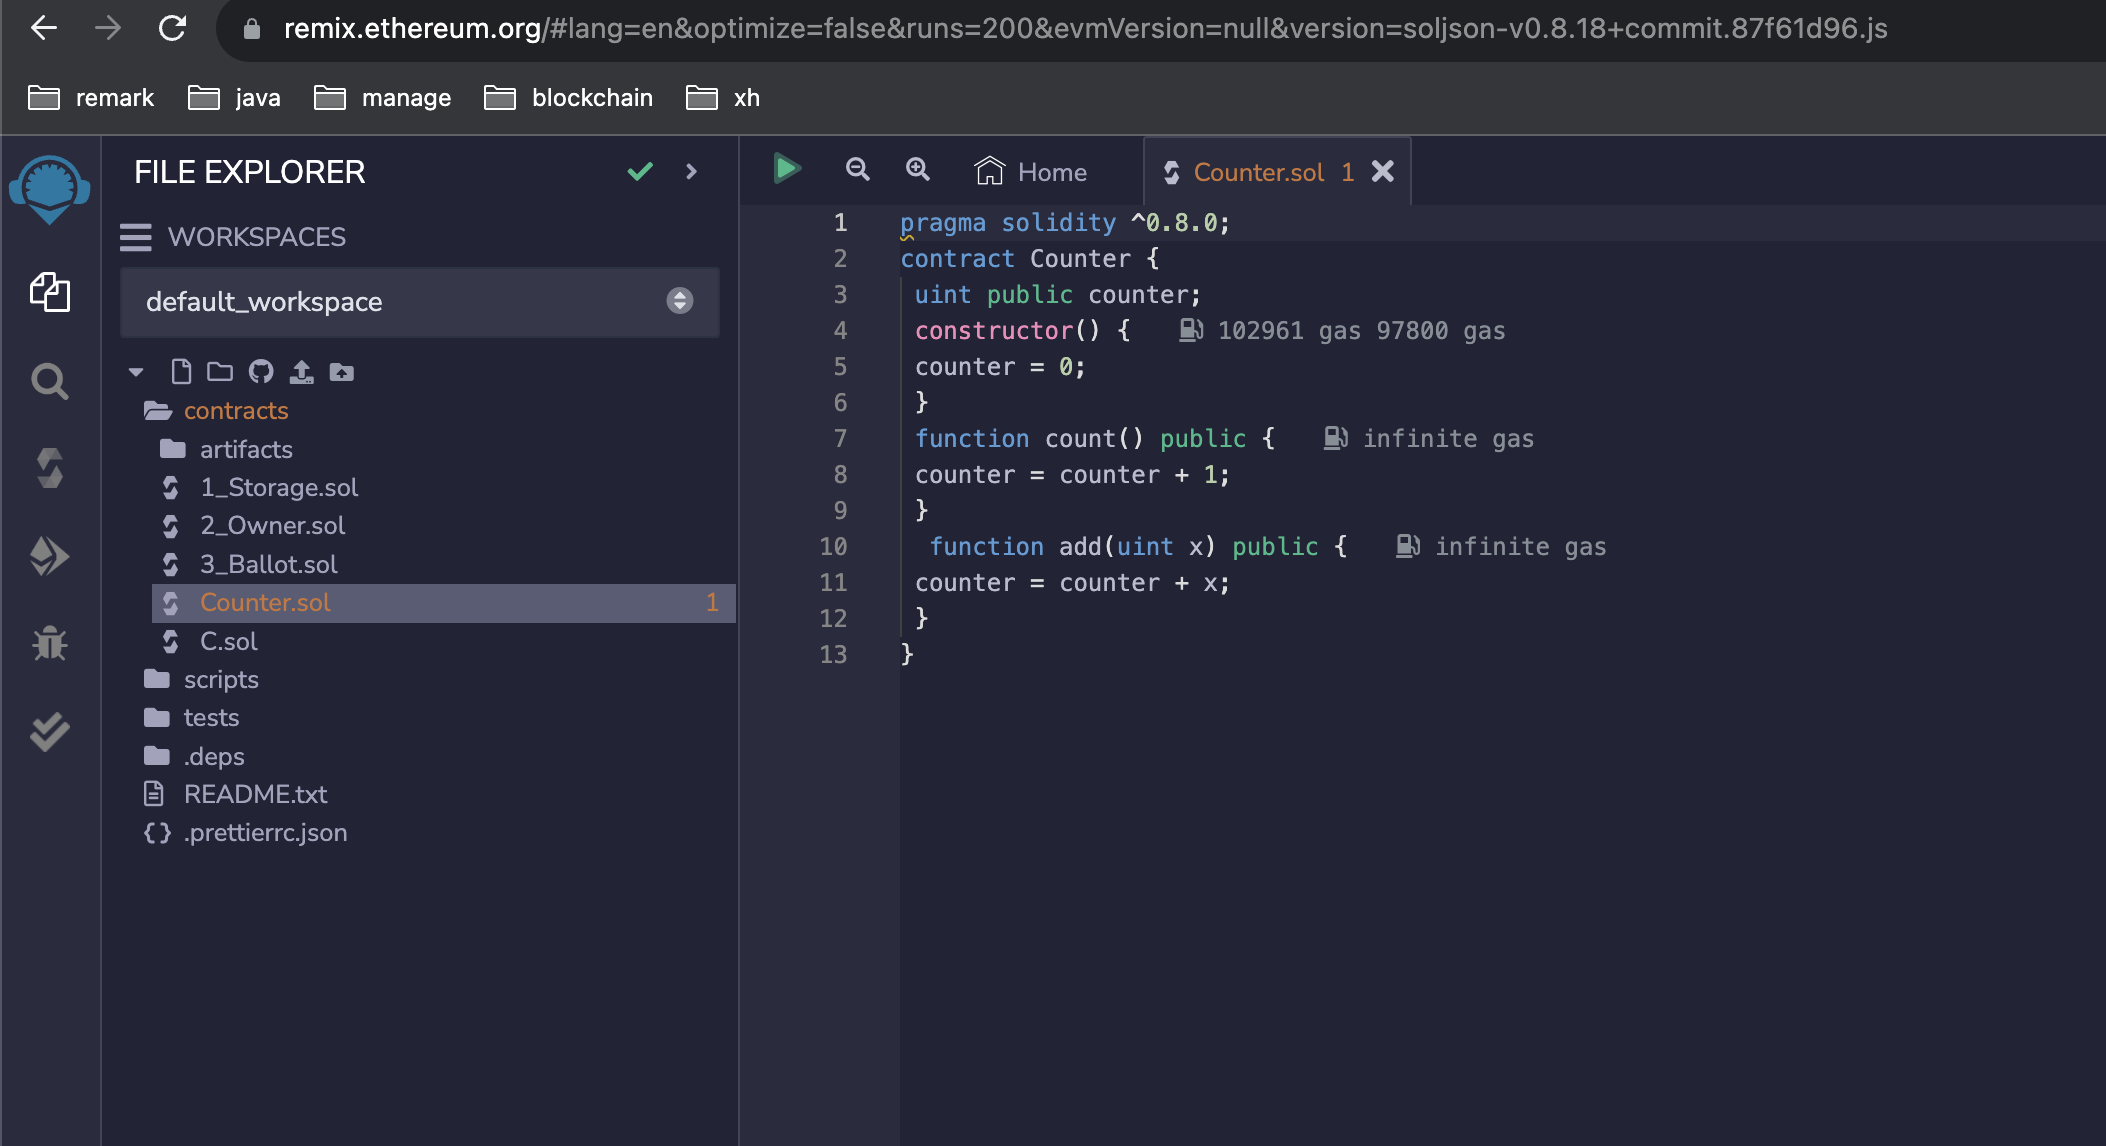 remix.ethereum.org/#lang=en&optimize=false&runs=200&evmVersion=null&version=soljson-v0.8.18+commit.87f61d96.js
remark java manage blockchain xh
FILE EXPLORER
WORKSPACES
default_workspace
contracts
artifacts
1_Storage.sol
2_Owner.sol
3_Ballot.sol
Counter.sol 1
C.sol
scripts
tests
.deps
README.txt
.prettierrc.json
Home Counter.sol 1
1 pragma solidity ^0.8.0;
2 contract Counter {
3 uint public counter;
4 constructor() { 102961 gas 97800 gas
5 counter = 0;
6 }
7 function count() public { infinite gas
8 counter = counter + 1;
9 }
10 function add(uint x) public { infinite gas
11 counter = counter + x;
12 }
13 }